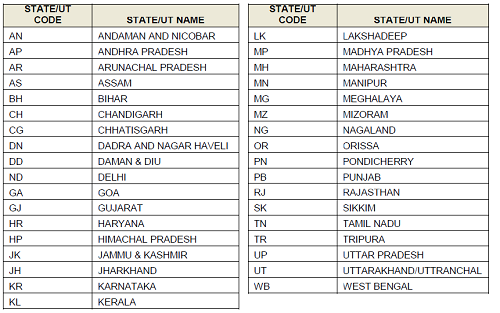 STATE/UT CODE STATE/UT NAME
AN ANDAMAN AND NICOBAR
AP ANDHRA PRADESH
AR ARUNACHAL PRADESH
AS ASSAM
BH BIHAR
CH CHANDIGARH
CG CHHATISGARH
DN DADRA AND NAGAR HAVELI
DD DAMAN & DIU
ND DELHI
GA GOA
GJ GUJARAT
HR HARYANA
HP HIMACHAL PRADESH
JK JAMMU & KASHMIR
JH JHARKHAND
KR KARNATAKA
KL KERALA
STATE/UT CODE STATE/UT NAME
LK LAKSHADEEP
MP MADHYA PRADESH
MH MAHARASHTRA
MN MANIPUR
MG MEGHALAYA
MZ MIZORAM
NG NAGALAND
OR ORISSA
PN PONDICHERRY
PB PUNJAB
RJ RAJASTHAN
SK SIKKIM
TN TAMIL NADU
TR TRIPURA
UP UTTAR PRADESH
UT UTTARAKHAND/UTTRANCHAL
WB WEST BENGAL